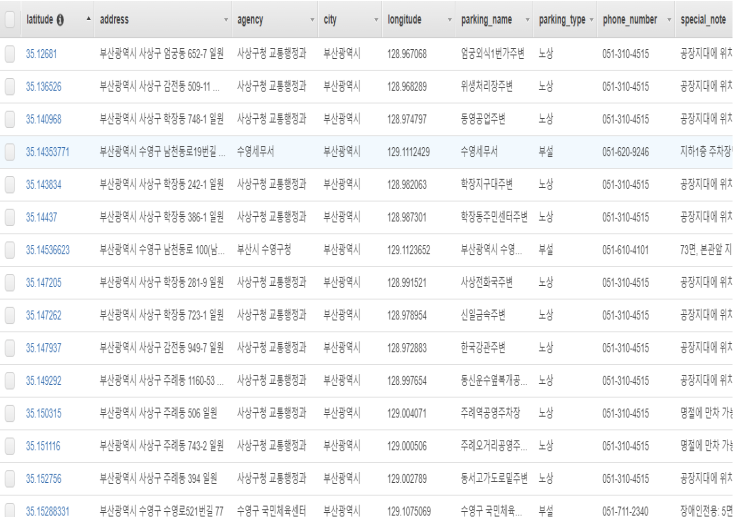 latitude address agency city longitude parking_name parking_type phone_number special_note
35.12681 부산광역시 사상구 엄궁동 652-7 일원 사상구청 교통행정과 부산광역시 128.967068 엄궁외식1번가주변 노상 051-310-4515 공장지대에 위치
35.136526 부산광역시 사상구 감전동 509-11 ... 사상구청 교통행정과 부산광역시 128.968289 위생처리장주변 노상 051-310-4515 공장지대에 위치
35.140968 부산광역시 사상구 학장동 748-1 일원 사상구청 교통행정과 부산광역시 128.974797 동영공업주변 노상 051-310-4515 공장지대에 위치
35.14353771 부산광역시 수영구 남천동로19번길 ... 수영세무서 부산광역시 129.1112429 수영세무서 부설 051-620-9246 지하1층 주차장
35.143834 부산광역시 사상구 학장동 242-1 일원 사상구청 교통행정과 부산광역시 128.982063 학장지구대주변 노상 051-310-4515 공장지대에 위치
35.14437 부산광역시 사상구 학장동 386-1 일원 사상구청 교통행정과 부산광역시 128.987301 학장동주민센터주변 노상 051-310-4515 공장지대에 위치
35.14536623 부산광역시 수영구 남천동로 100(남... 부산시 수영구청 부산광역시 129.1123652 부산광역시 수영... 부설 051-610-4101 73면, 본관앞 지
35.147205 부산광역시 사상구 학장동 281-9 일원 사상구청 교통행정과 부산광역시 128.991521 사상전화국주변 노상 051-310-4515 공장지대에 위치
35.147262 부산광역시 사상구 학장동 723-1 일원 사상구청 교통행정과 부산광역시 128.978954 신일금속주변 노상 051-310-4515 공장지대에 위치
35.147937 부산광역시 사상구 감전동 949-7 일원 사상구청 교통행정과 부산광역시 128.972883 한국강관주변 노상 051-310-4515 공장지대에 위치
35.149292 부산광역시 사상구 주례동 1160-53 ... 사상구청 교통행정과 부산광역시 128.997654 동신운수옆복개공... 노상 051-310-4515 공장지대에 위치
35.150315 부산광역시 사상구 주례동 506 일원 사상구청 교통행정과 부산광역시 129.004071 주례역공영주차장 노상 051-310-4515 명절에 만차 가능
35.151116 부산광역시 사상구 주례동 743-2 일원 사상구청 교통행정과 부산광역시 129.000506 주례오거리공영주... 노상 051-310-4515 명절에 만차 가능
35.152756 부산광역시 사상구 주례동 394 일원 사상구청 교통행정과 부산광역시 129.002789 동서고가도로밑주변 노상 051-310-4515 공장지대에 위치
35.15288331 부산광역시 수영구 수영로521번길 77 수영구 국민체육센터 부산광역시 129.1075069 수영구 국민체육... 부설 051-711-2340 장애인전용: 5면